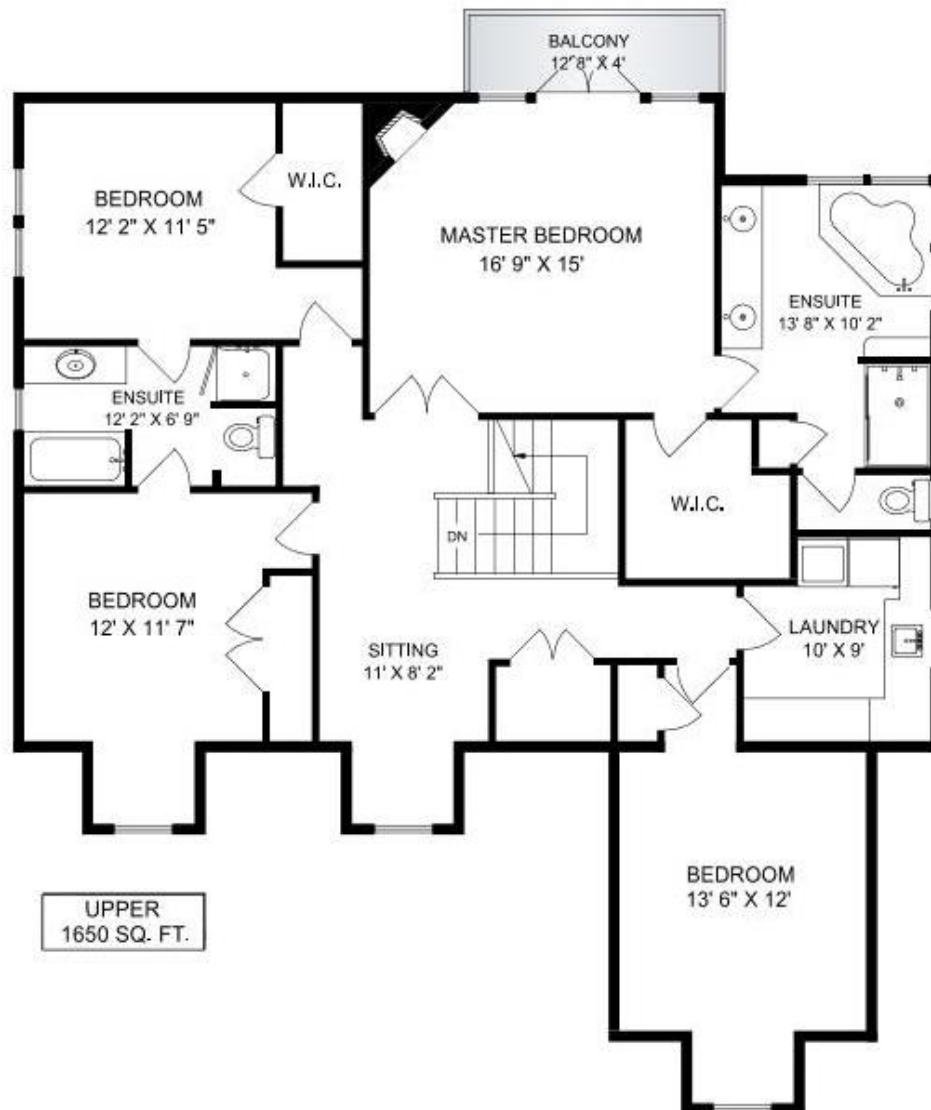 BALCONY
12' 8" X 4'
BEDROOM
12' 2" X 11' 5"
W.I.C.
MASTER BEDROOM
16' 9" X 15'
ENSUITE
13' 8" X 10' 2"
ENSUITE
12' 2" X 6' 9"
W.I.C.
DN
BEDROOM
12' X 11' 7"
SITTING
11' X 8' 2"
LAUNDRY
10' X 9'
BEDROOM
13' 6" X 12'
UPPER
1650 SQ. FT.